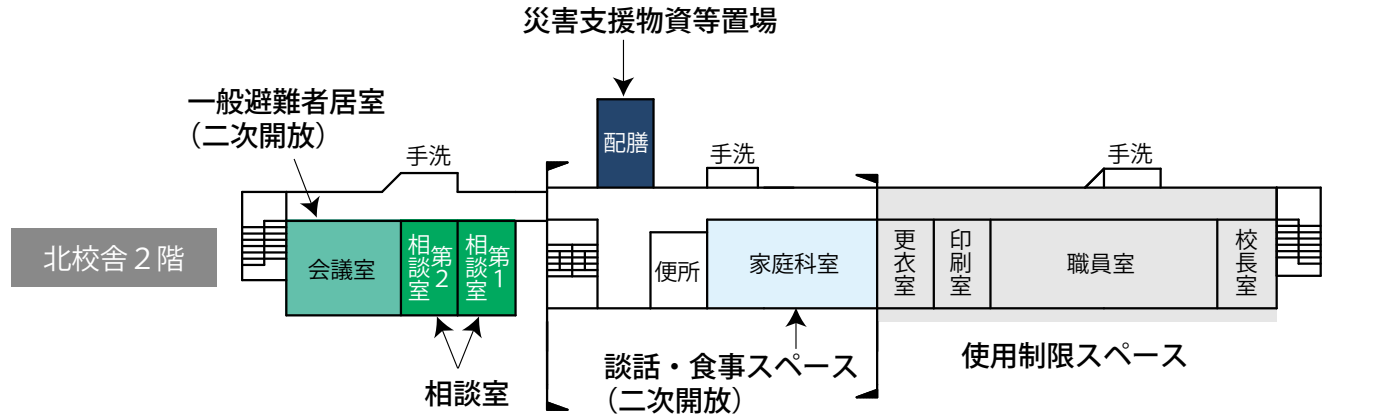 災害支援物資等置場
一般避難者居室
（二次開放）
手洗
配膳
手洗
手洗
北校舎２階
会議室
第２
相談室
第１
相談室
便所
家庭科室
更衣室
印刷室
職員室
校長室
相談室
談話・食事スペース
（二次開放）
使用制限スペース